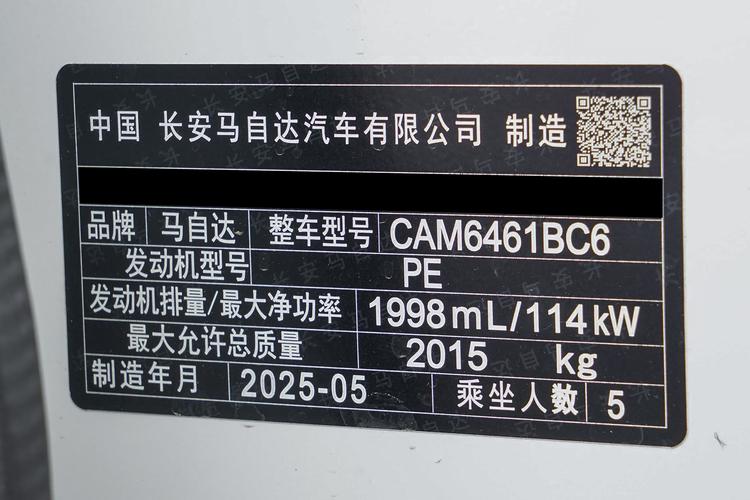 中国 长安马自达汽车有限公司 制造
品牌 马自达 整车型号 CAM6461BC6
发动机型号 PE
发动机排量/最大净功率 1998mL/114kW
最大允许总质量 2015 kg
制造年月 2025-05 乘坐人数 5